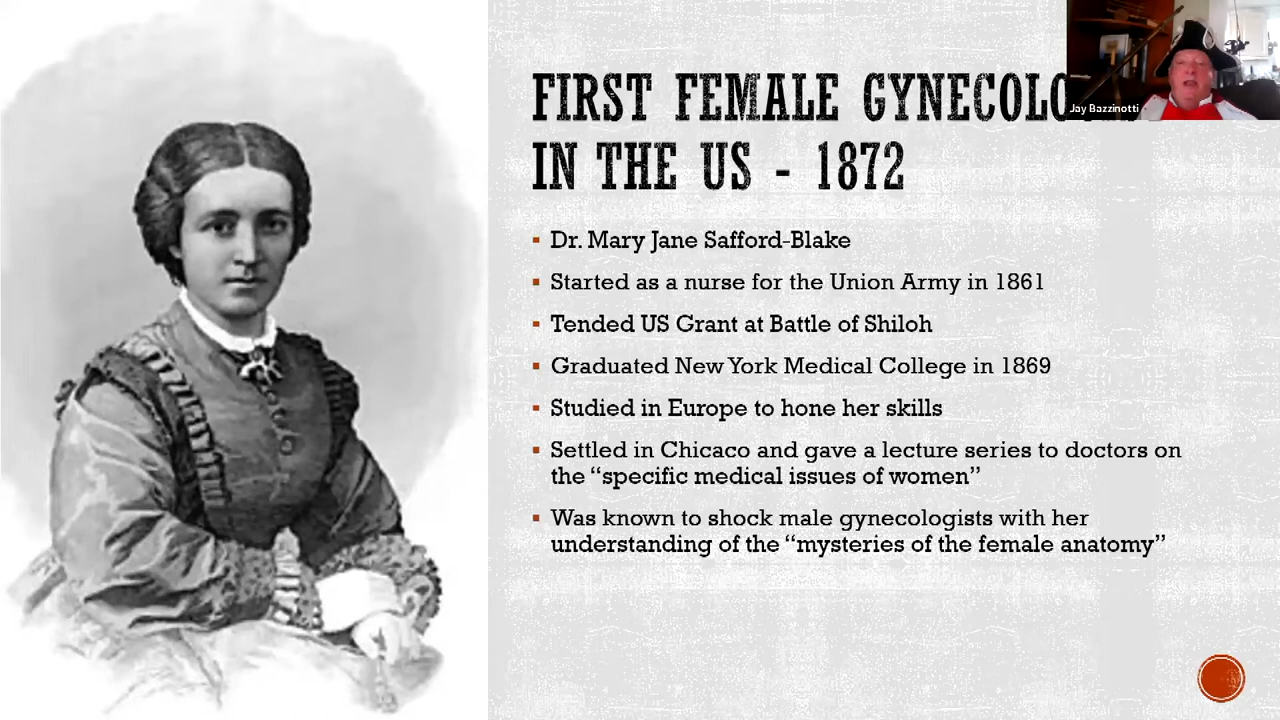 FIRST FEMALE GYNECOLO
IN THE US - 1872
Jay Bazzinotti
▪ Dr. Mary Jane Safford-Blake
▪ Started as a nurse for the Union Army in 1861
▪ Tended US Grant at Battle of Shiloh
▪ Graduated New York Medical College in 1869
▪ Studied in Europe to hone her skills
▪ Settled in Chicaco and gave a lecture series to doctors on
the “specific medical issues of women”
▪ Was known to shock male gynecologists with her
understanding of the “mysteries of the female anatomy”